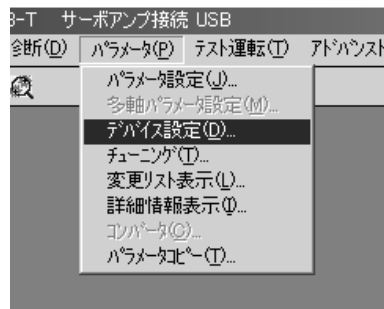 B-T サーボアンプ接続 USB
診断(D) パラメータ(P) テスト運転(T) アドバンスト
パラメータ設定(J)...
多軸パラメータ設定(M)...
デバイス設定(D)...
チューニング(T)...
変更リスト表示(L)...
詳細情報表示(I)...
コンバータ(C)...
パラメータコピー(T)...